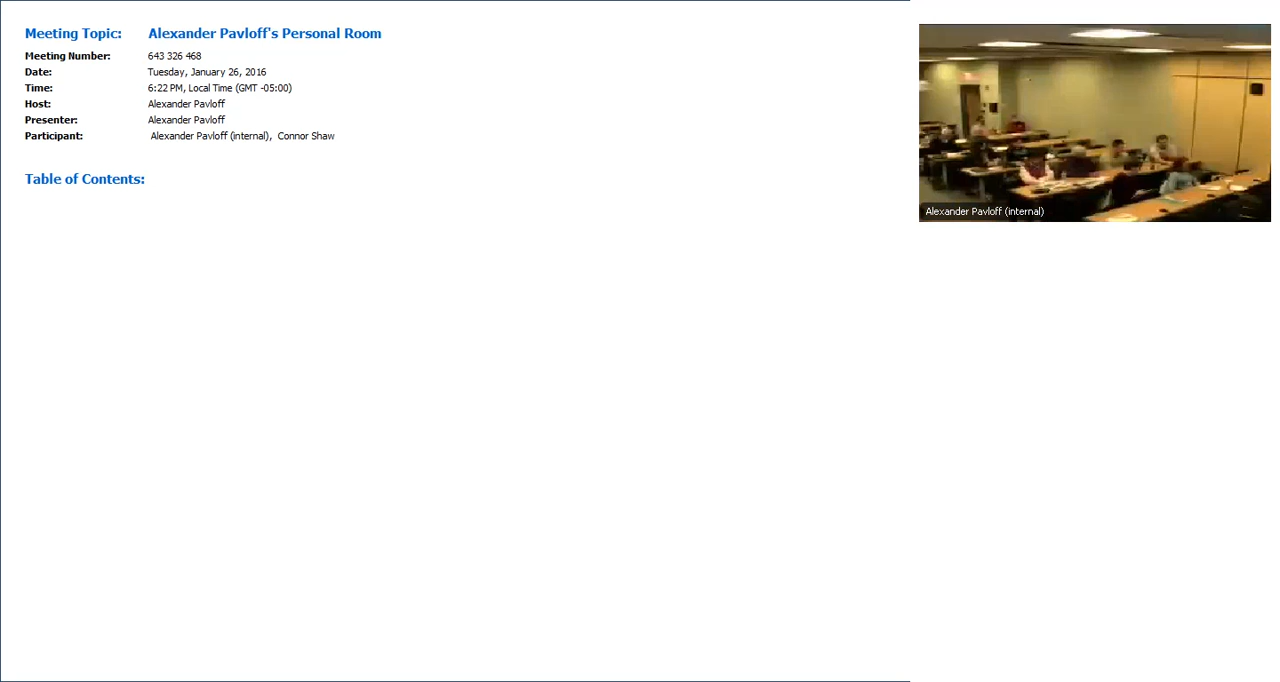 Meeting Topic: Alexander Pavloff's Personal Room
Meeting Number: 643 326 468
Date: Tuesday, January 26, 2016
Time: 6:22 PM, Local Time (GMT -05:00)
Host: Alexander Pavloff
Presenter: Alexander Pavloff
Participant: Alexander Pavloff (internal), Connor Shaw
Table of Contents:
Alexander Pavloff (internal)